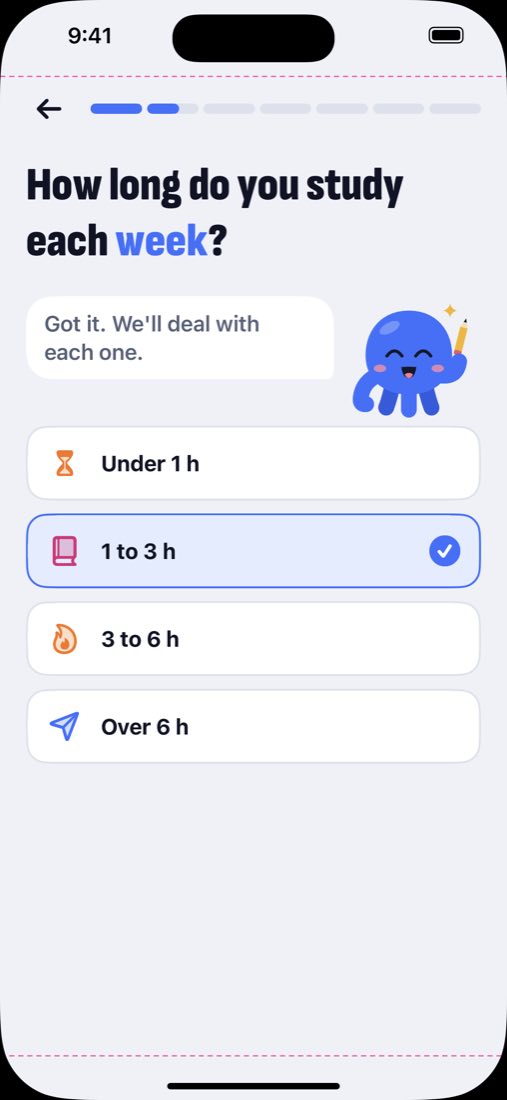 9:41
How long do you study
each week?
Got it. We'll deal with
each one.
Under 1 h
1 to 3 h
3 to 6 h
Over 6 h